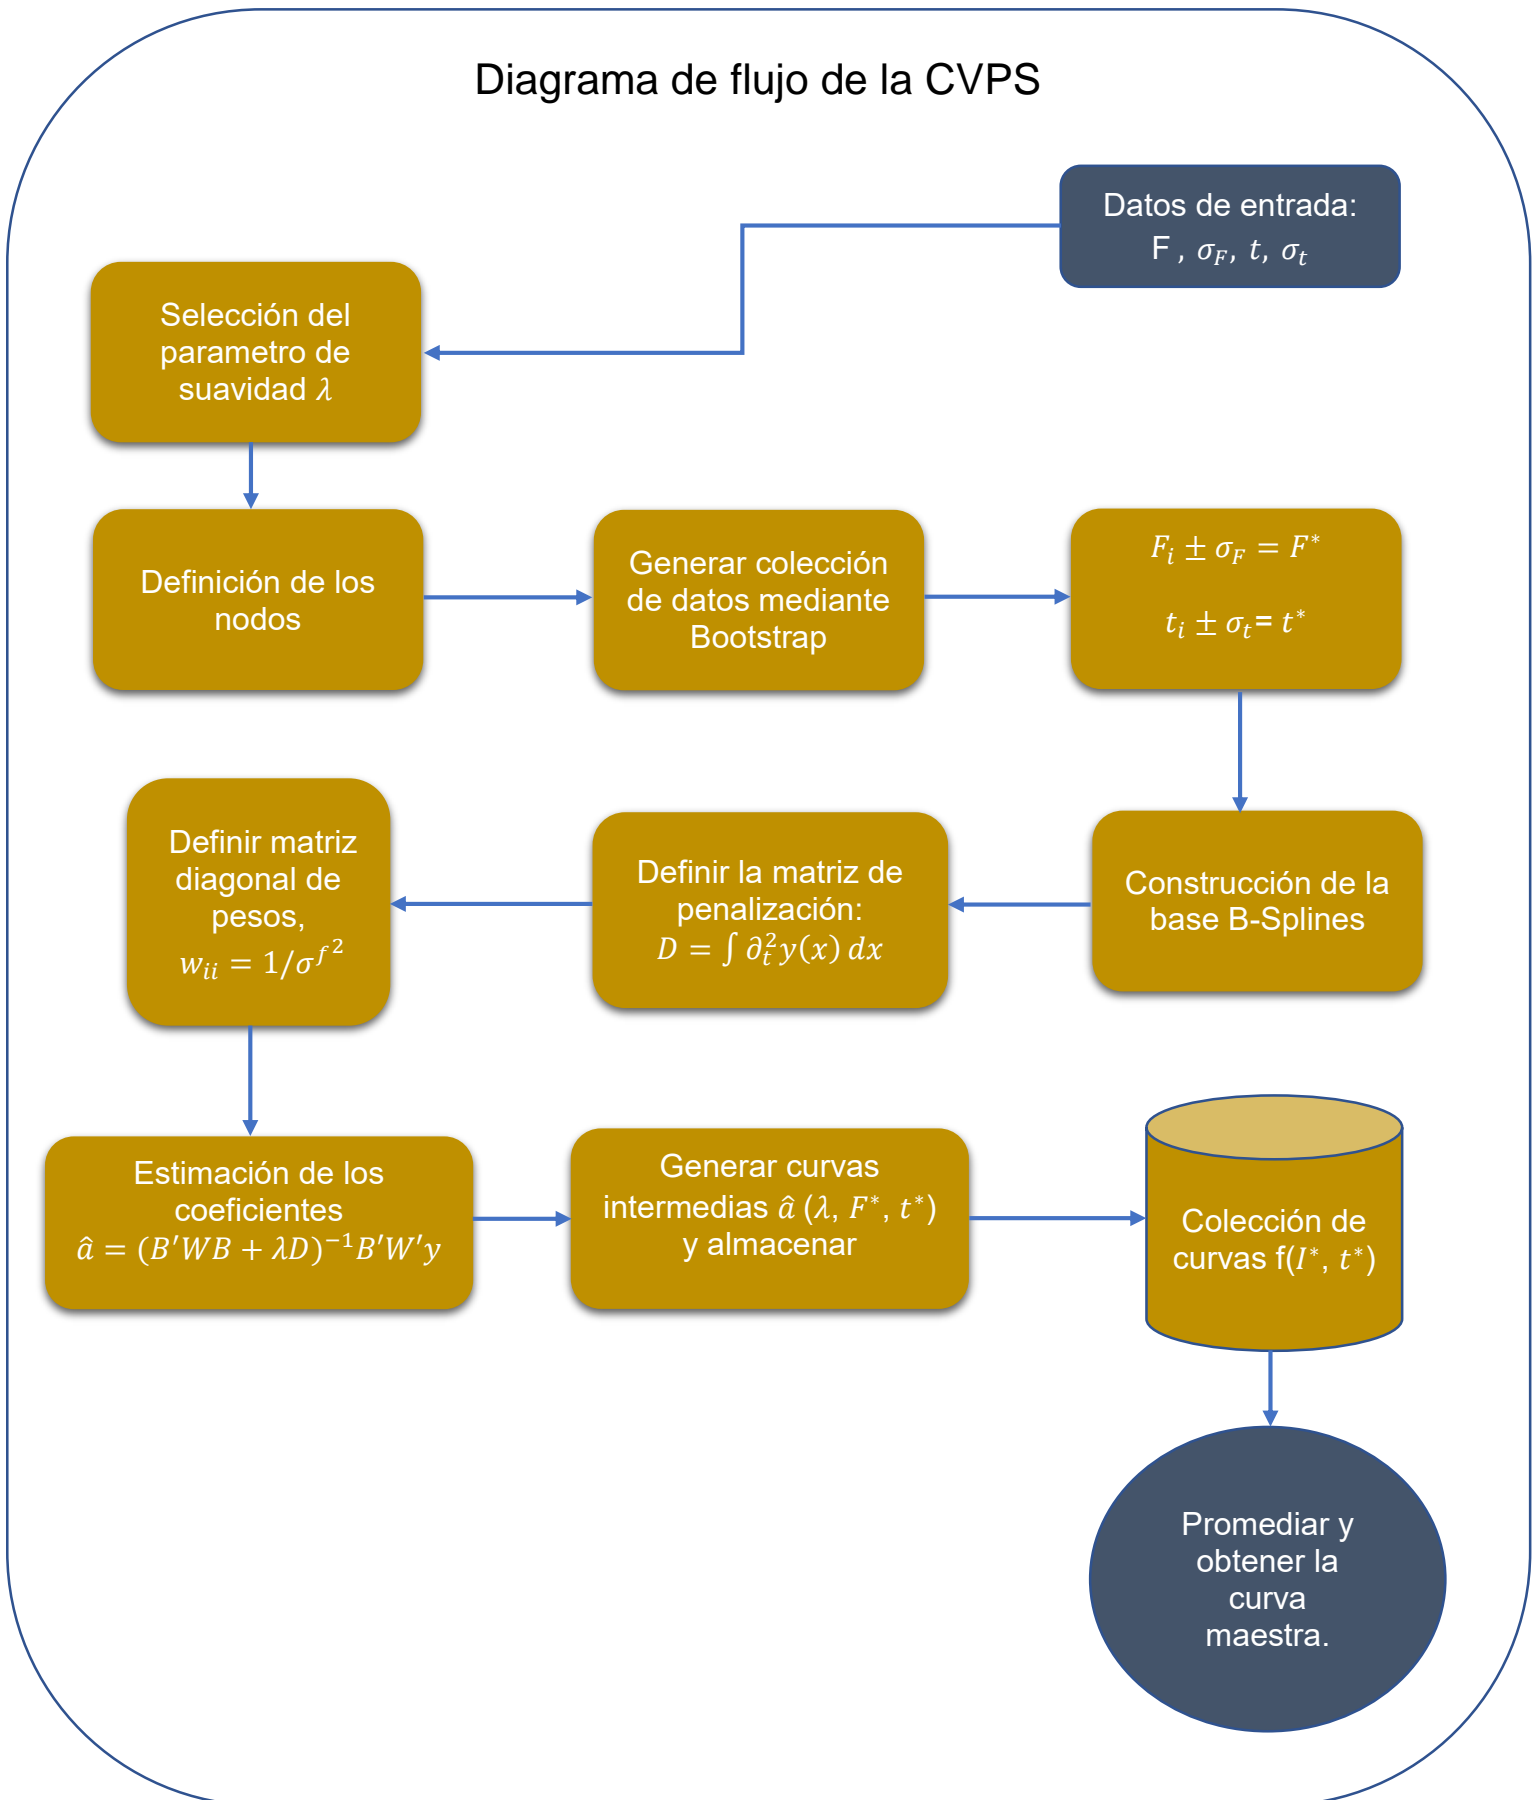 Diagrama de flujo de la CVPS
Datos de entrada:
F , σ_F, t, σ_t
Selección del
parametro de
suavidad λ
Definición de los
nodos
Generar colección
de datos mediante
Bootstrap
F_i ± σ_F = F*
t_i ± σ_t= t*
Construcción de la
base B-Splines
Definir la matriz de
penalización:
D = ∫ ∂_t^2 y(x) dx
Definir matriz
diagonal de
pesos,
w_ii = 1/σ^f^2
Estimación de los
coeficientes
â = (B′WB + λD)^−1 B′W′y
Generar curvas
intermedias â (λ, F*, t*)
y almacenar
Colección de
curvas f(I*, t*)
Promediar y
obtener la
curva
maestra.